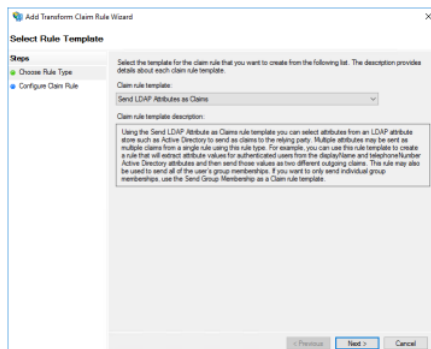 Add Transform Claim Rule Wizard
Select Rule Template
Steps
Choose Rule Type
Configure Claim Rule
Select the template for the claim rule that you want to create from the following list. The description provides
details about each claim rule template.
Claim rule template:
Send LDAP Attributes as Claims
Claim rule template description:
Using the Send LDAP Attribute as Claims rule template you can select attributes from an LDAP attribute
store such as Active Directory to send as claims to the relying party. Multiple attributes may be sent as
multiple claims from a single rule using this rule type. For example, you can use this rule template to create
a rule that will extract attribute values for authenticated users from the displayName and telephoneNumber
Active Directory attributes and then send those values as two different outgoing claims. This rule may also
be used to send all of the user's group memberships. If you want to only send individual group
memberships, use the Send Group Membership as a Claim rule template.
< Previous
Next >
Cancel